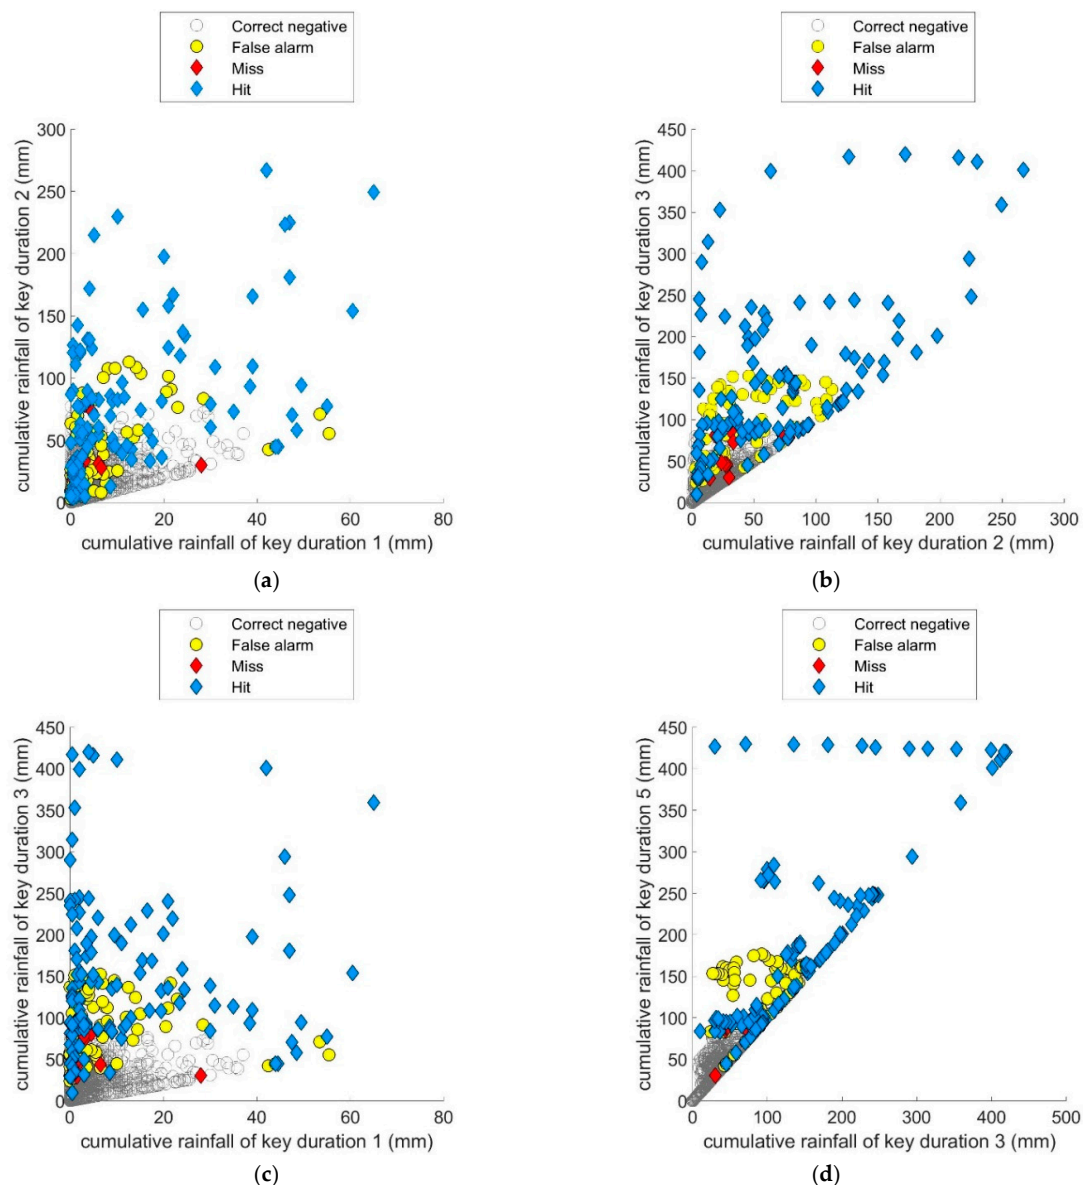 Correct negative
False alarm
Miss
Hit
300
250
200
150
100
50
0
cumulative rainfall of key duration 2 (mm)
0 20 40 60 80
cumulative rainfall of key duration 1 (mm)
(a)
Correct negative
False alarm
Miss
Hit
450
400
350
300
250
200
150
100
50
0
cumulative rainfall of key duration 3 (mm)
0 50 100 150 200 250 300
cumulative rainfall of key duration 2 (mm)
(b)
Correct negative
False alarm
Miss
Hit
450
400
350
300
250
200
150
100
50
0
cumulative rainfall of key duration 3 (mm)
0 20 40 60 80
cumulative rainfall of key duration 1 (mm)
(c)
Correct negative
False alarm
Miss
Hit
450
400
350
300
250
200
150
100
50
0
cumulative rainfall of key duration 5 (mm)
0 100 200 300 400 500
cumulative rainfall of key duration 3 (mm)
(d)